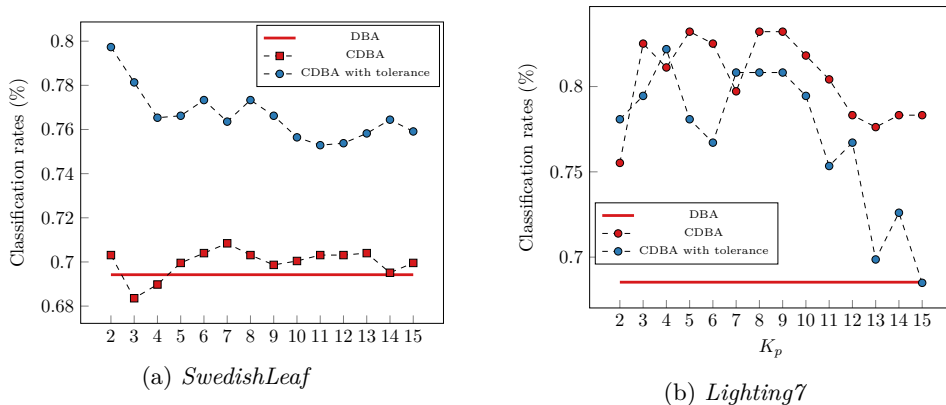 Classification rates (%)
0.8
0.78
0.76
0.74
0.72
0.7
0.68
DBA
CDBA
CDBA with tolerance
2 3 4 5 6 7 8 9 10 11 12 13 14 15
(a) SwedishLeaf
Classification rates (%)
0.8
0.75
0.7
DBA
CDBA
CDBA with tolerance
2 3 4 5 6 7 8 9 10 11 12 13 14 15
K_p
(b) Lighting7